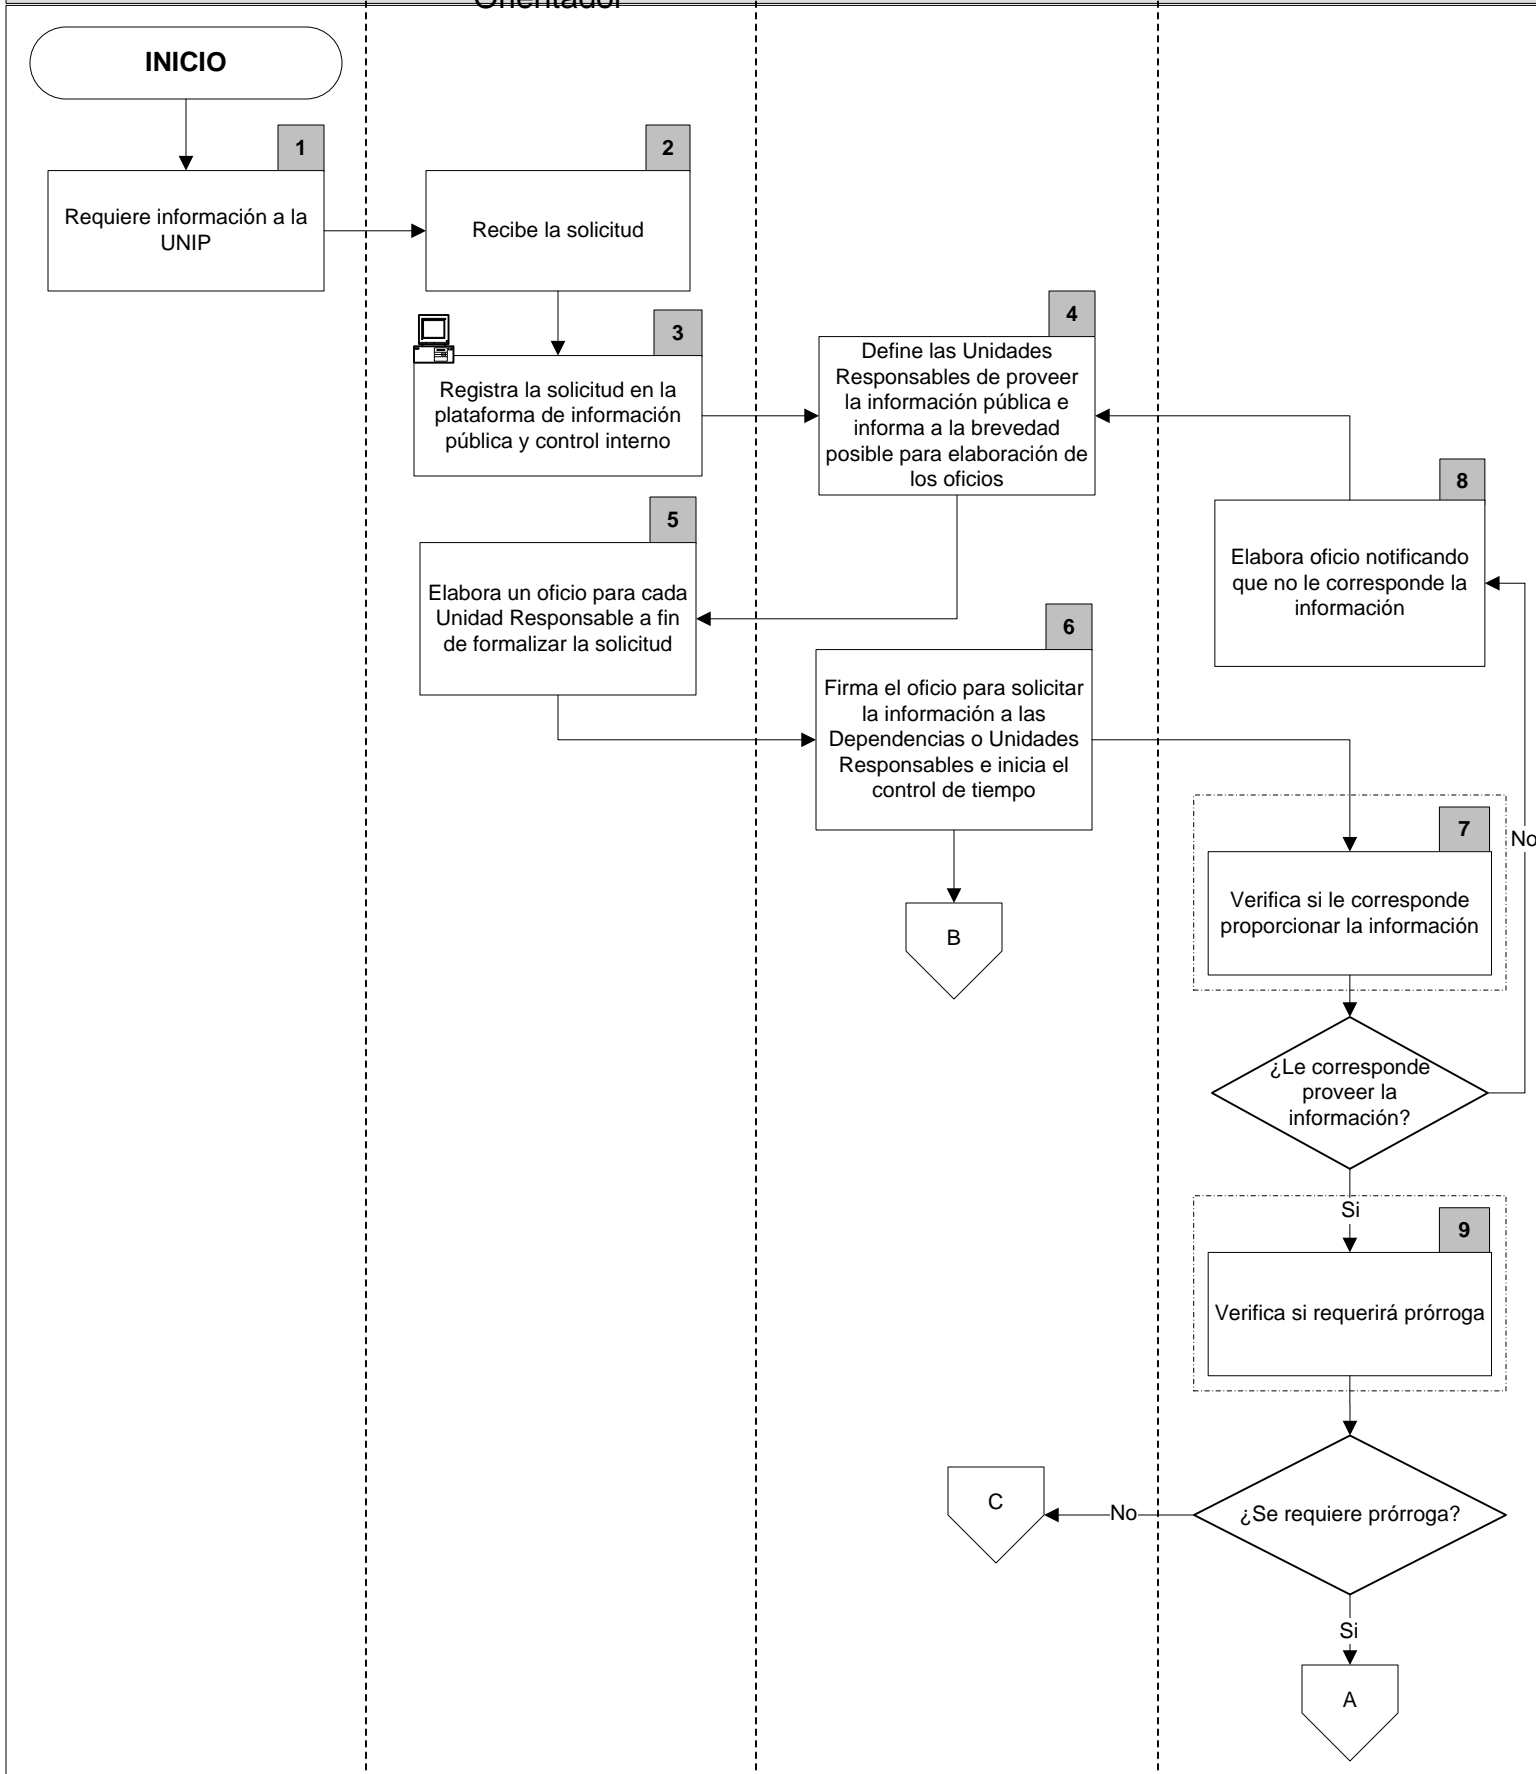 Orientador
INICIO
1
Requiere información a la
UNIP
2
Recibe la solicitud
3
Registra la solicitud en la
plataforma de información
pública y control interno
4
Define las Unidades
Responsables de proveer
la información pública e
informa a la brevedad
posible para elaboración de
los oficios
5
Elabora un oficio para cada
Unidad Responsable a fin
de formalizar la solicitud
6
Firma el oficio para solicitar
la información a las
Dependencias o Unidades
Responsables e inicia el
control de tiempo
B
8
Elabora oficio notificando
que no le corresponde la
información
7
Verifica si le corresponde
proporcionar la información
No
¿Le corresponde
proveer la
información?
Si
9
Verifica si requerirá prórroga
¿Se requiere prórroga?
No
C
Si
A